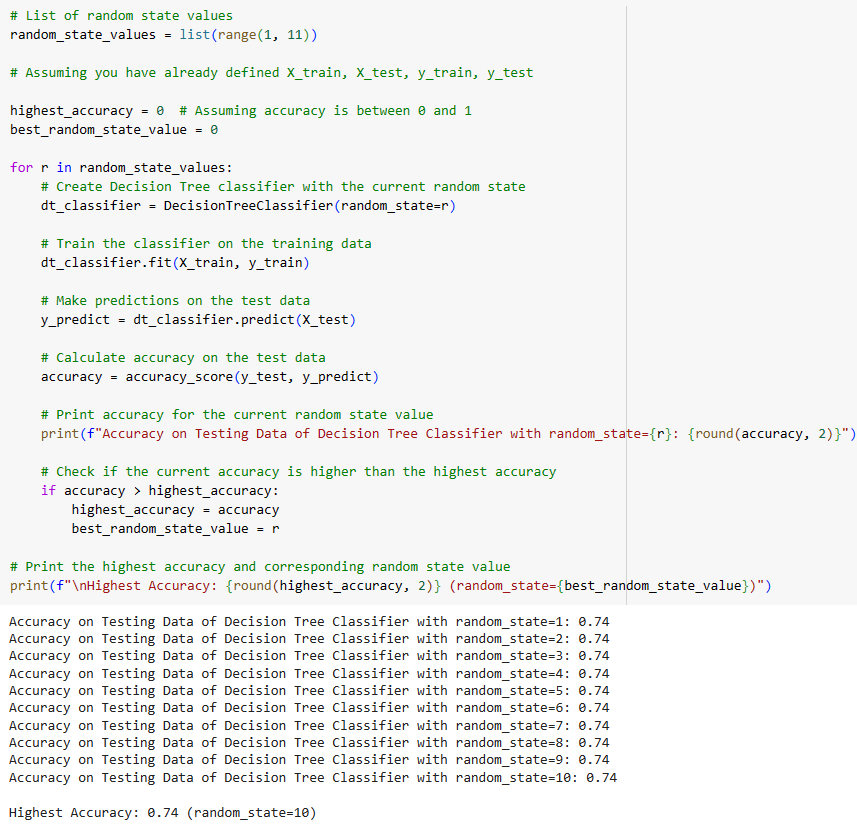 # List of random state values
random_state_values = list(range(1, 11))
# Assuming you have already defined X_train, X_test, y_train, y_test
highest_accuracy = 0  # Assuming accuracy is between 0 and 1
best_random_state_value = 0
for r in random_state_values:
    # Create Decision Tree classifier with the current random state
    dt_classifier = DecisionTreeClassifier(random_state=r)
    # Train the classifier on the training data
    dt_classifier.fit(X_train, y_train)
    # Make predictions on the test data
    y_predict = dt_classifier.predict(X_test)
    # Calculate accuracy on the test data
    accuracy = accuracy_score(y_test, y_predict)
    # Print accuracy for the current random state value
    print(f"Accuracy on Testing Data of Decision Tree Classifier with random_state={r}: {round(accuracy, 2)}")
    # Check if the current accuracy is higher than the highest accuracy
    if accuracy > highest_accuracy:
        highest_accuracy = accuracy
        best_random_state_value = r
# Print the highest accuracy and corresponding random state value
print(f"\nHighest Accuracy: {round(highest_accuracy, 2)} (random_state={best_random_state_value})")
Accuracy on Testing Data of Decision Tree Classifier with random_state=1: 0.74
Accuracy on Testing Data of Decision Tree Classifier with random_state=2: 0.74
Accuracy on Testing Data of Decision Tree Classifier with random_state=3: 0.74
Accuracy on Testing Data of Decision Tree Classifier with random_state=4: 0.74
Accuracy on Testing Data of Decision Tree Classifier with random_state=5: 0.74
Accuracy on Testing Data of Decision Tree Classifier with random_state=6: 0.74
Accuracy on Testing Data of Decision Tree Classifier with random_state=7: 0.74
Accuracy on Testing Data of Decision Tree Classifier with random_state=8: 0.74
Accuracy on Testing Data of Decision Tree Classifier with random_state=9: 0.74
Accuracy on Testing Data of Decision Tree Classifier with random_state=10: 0.74
Highest Accuracy: 0.74 (random_state=10)